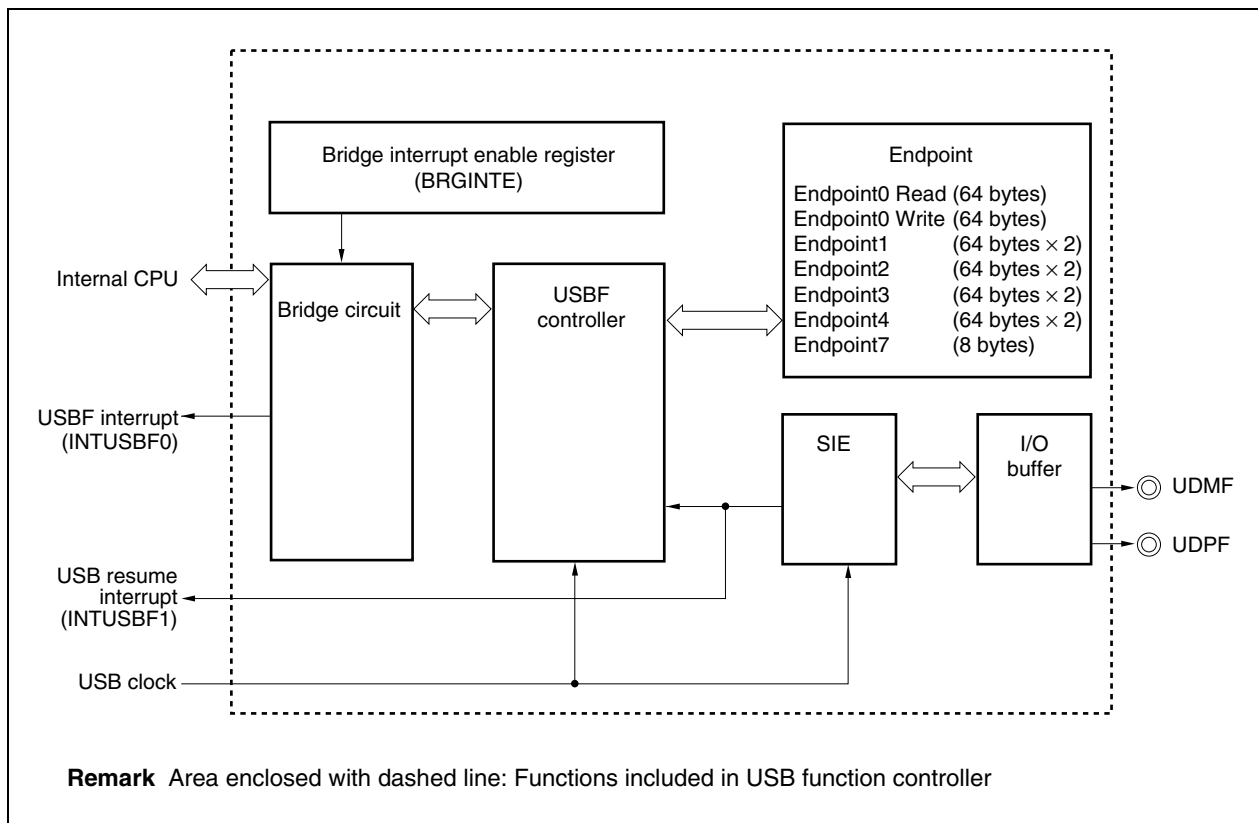 Bridge interrupt enable register
(BRGINTE)
Endpoint
Endpoint0 Read (64 bytes)
Endpoint0 Write (64 bytes)
Endpoint1 (64 bytes × 2)
Endpoint2 (64 bytes × 2)
Endpoint3 (64 bytes × 2)
Endpoint4 (64 bytes × 2)
Endpoint7 (8 bytes)
Internal CPU
Bridge circuit
USBF
controller
USBF interrupt
(INTUSBF0)
SIE
I/O
buffer
UDMF
UDPF
USB resume
interrupt
(INTUSBF1)
USB clock
Remark Area enclosed with dashed line: Functions included in USB function controller